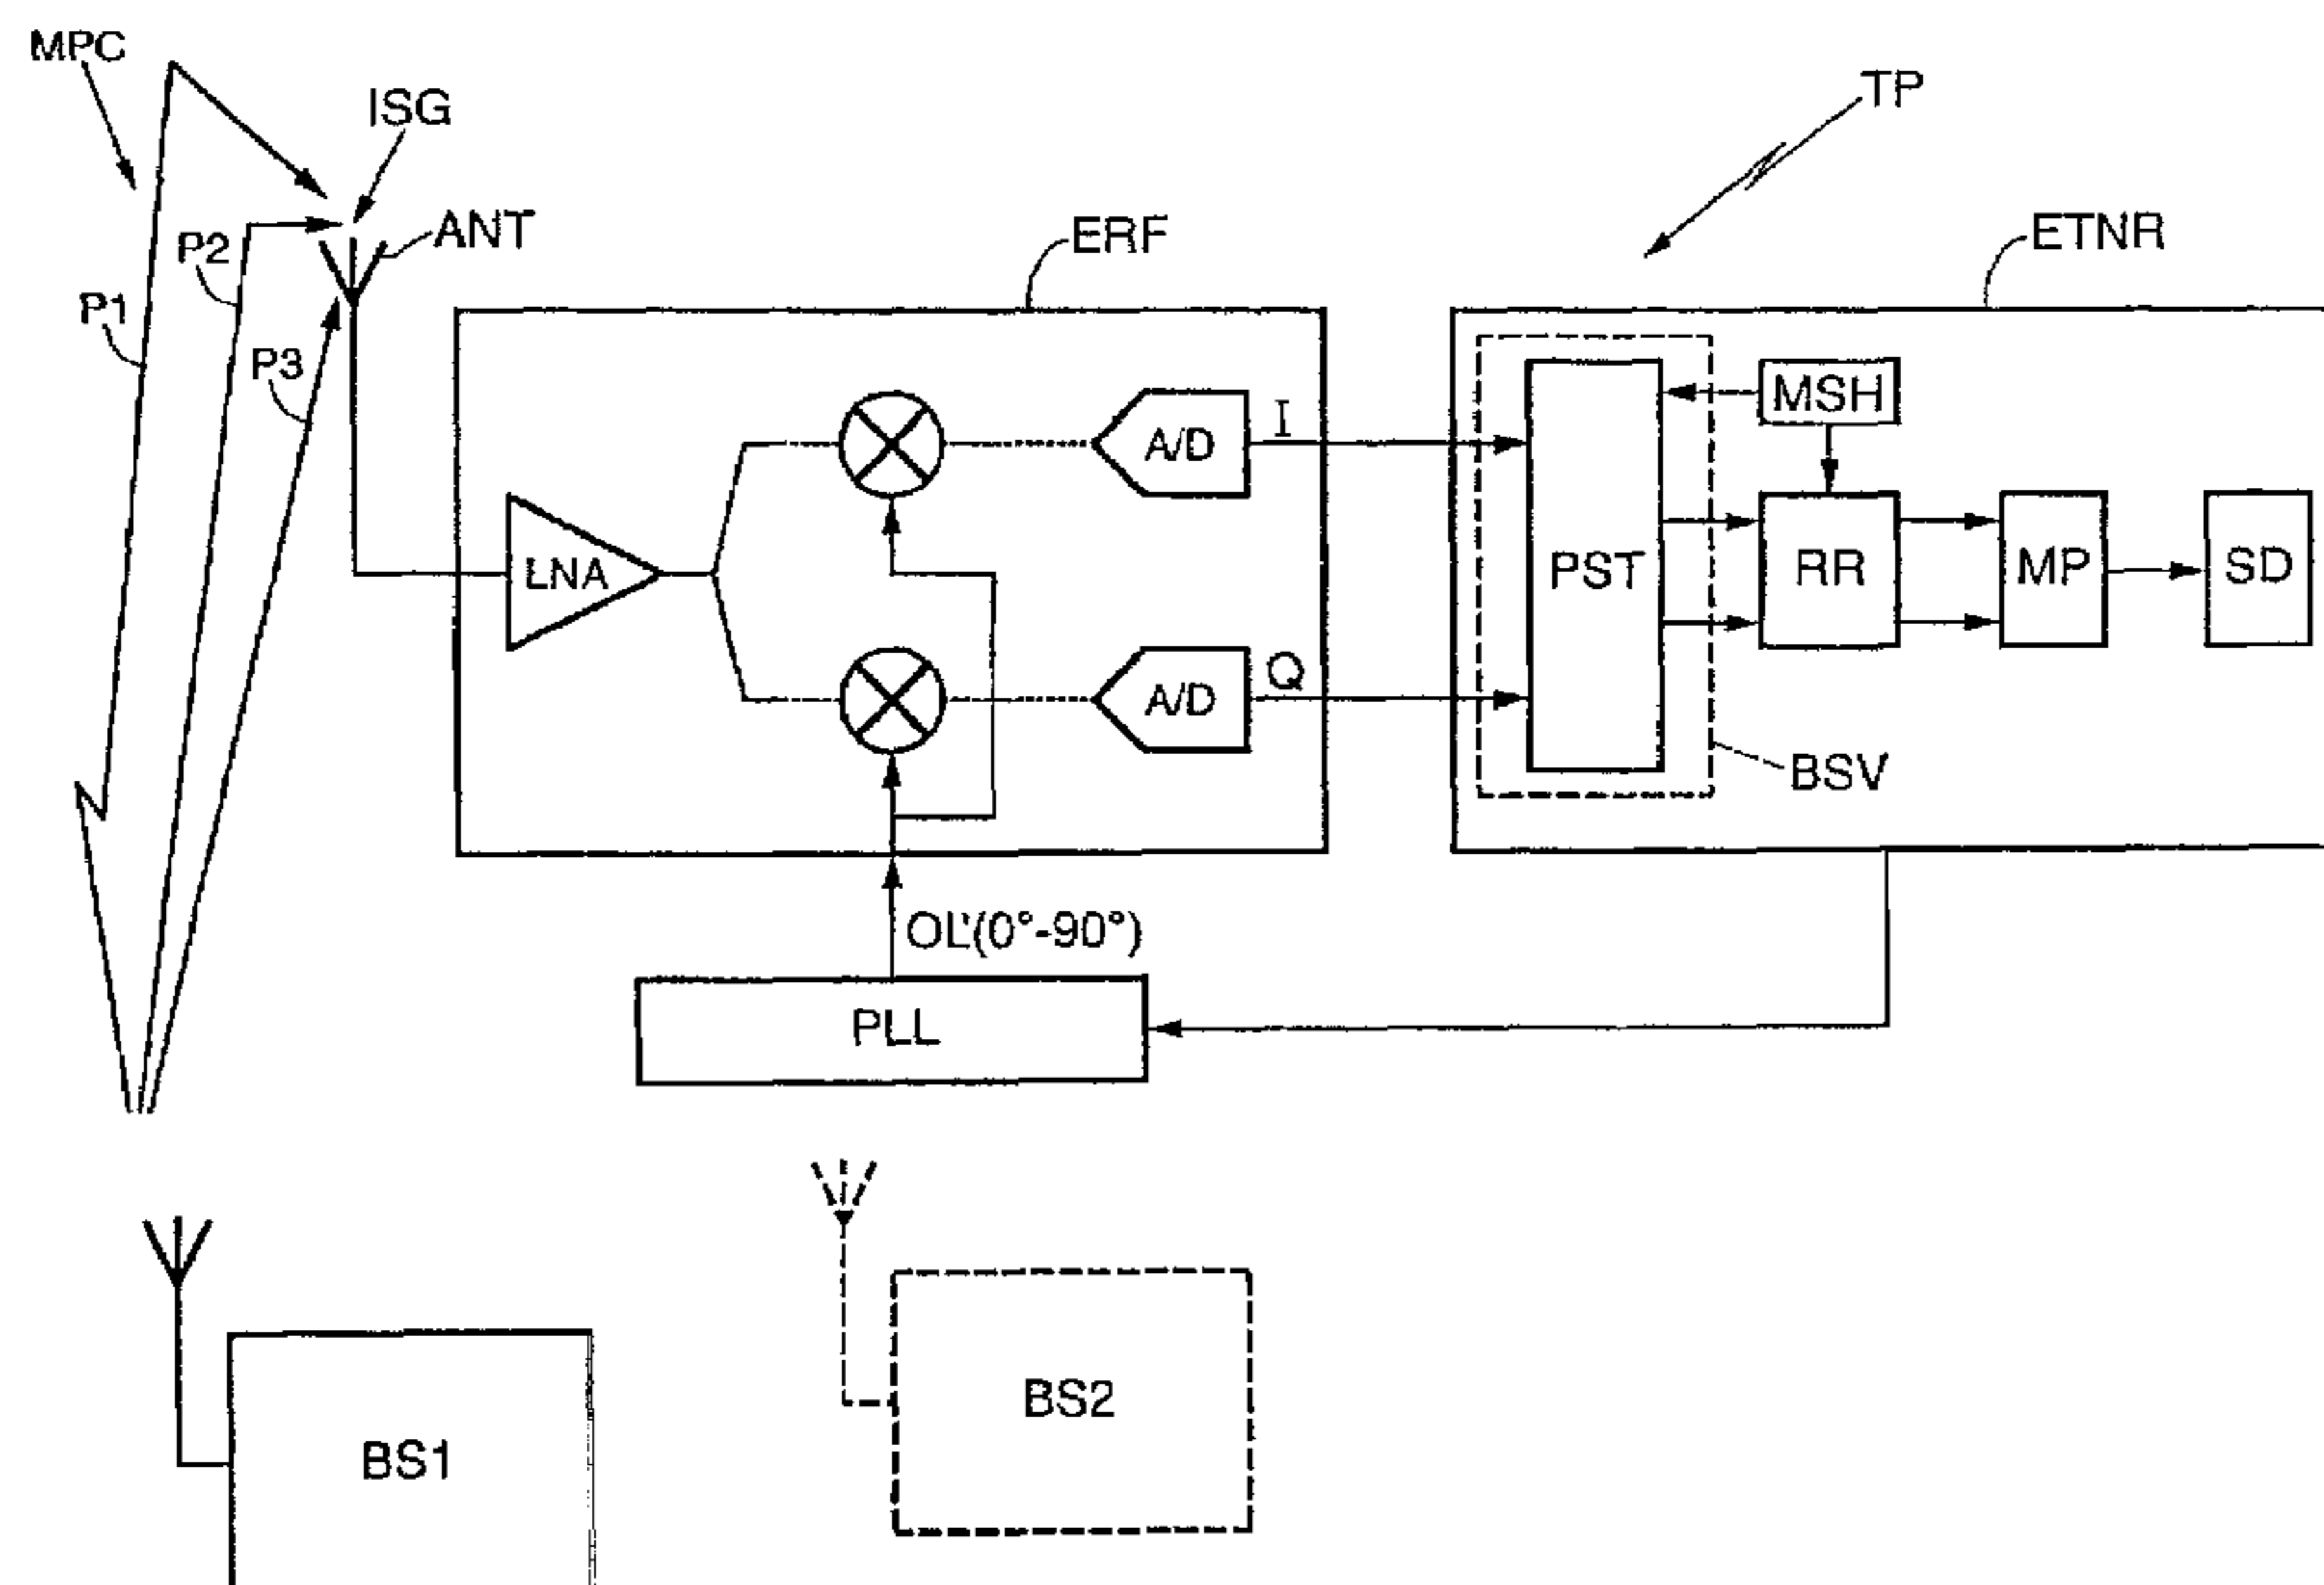 MPC
ISG
TP
ANT
P2
ERF
ETNR
P1
P3
MSH
A/D
I
LNA
PST
RR
MP
SD
A/D
Q
BSV
OL'(0°-90°)
PLL
BS2
BS1